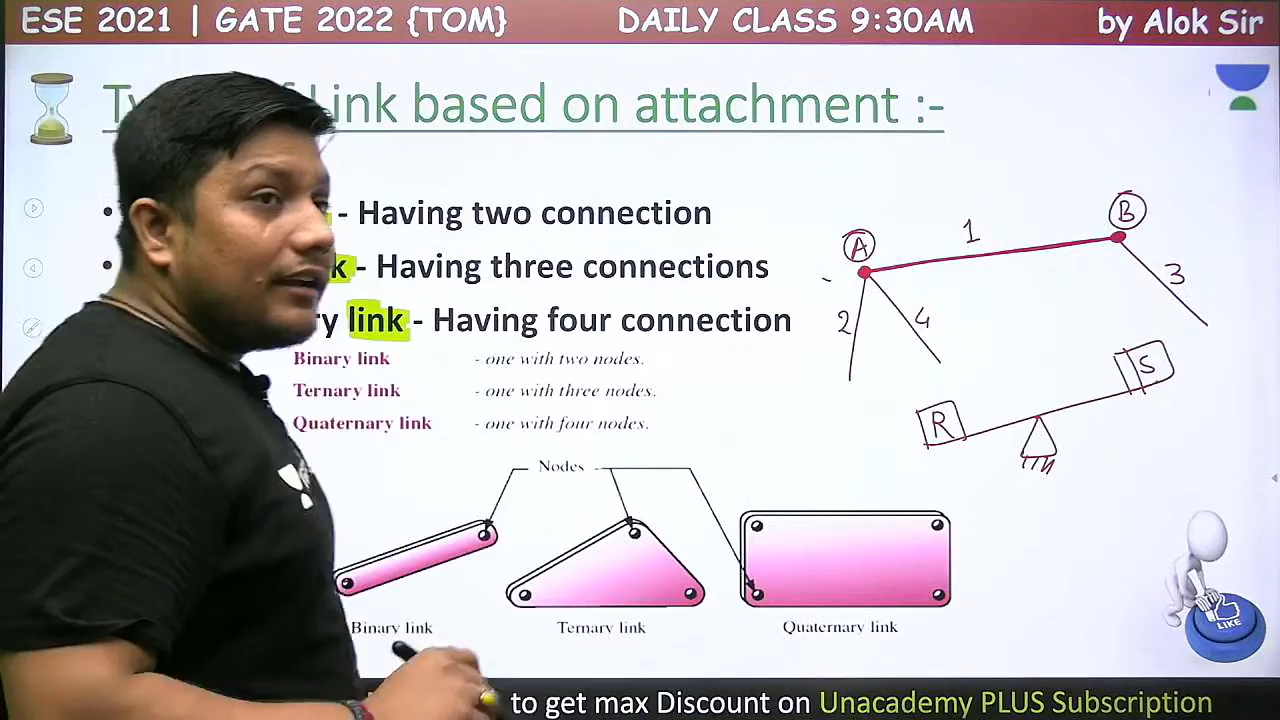 ESE 2021 | GATE 2022 {TOM} DAILY CLASS 9:30AM by Alok Sir
Link based on attachment :-
- Having two connection
k - Having three connections
ry link - Having four connection
Binary link - one with two nodes.
Ternary link - one with three nodes.
Quaternary link - one with four nodes.
A
1
B
2
4
3
R
S
Nodes
Binary link
Ternary link
Quaternary link
LIKE
to get max Discount on Unacademy PLUS Subscription